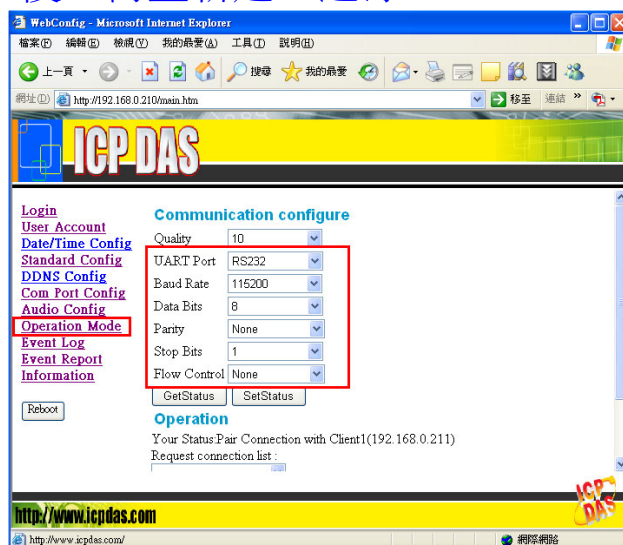 WebConfig - Microsoft Internet Explorer
檔案(F) 編輯(E) 檢視(V) 我的最愛(A) 工具(T) 說明(H)
上一頁 搜尋 我的最愛
網址(D) http://192.168.0.210/main.htm 移至 連結 »
ICP DAS
Login
User Account
Date/Time Config
Standard Config
DDNS Config
Com Port Config
Audio Config
Operation Mode
Event Log
Event Report
Information
Reboot
Communication configure
Quality 10
UART Port RS232
Baud Rate 115200
Data Bits 8
Parity None
Stop Bits 1
Flow Control None
GetStatus SetStatus
Operation
Your Status:Pair Connection with Client1(192.168.0.211)
Request connection list :
ICP DAS
http://www.icpdas.com
http://www.icpdas.com/ 網際網路